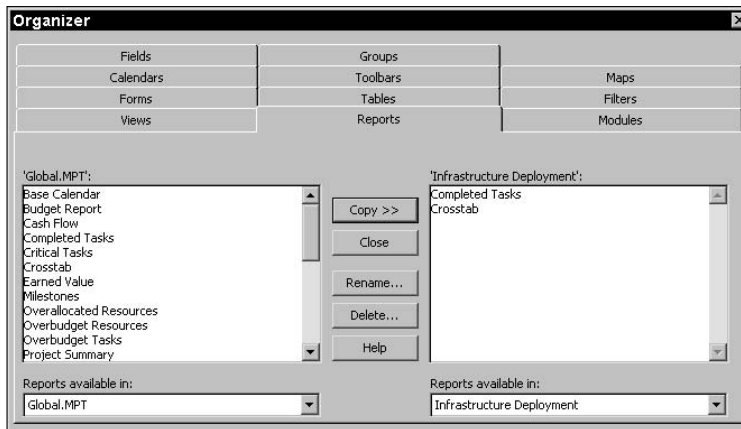 Organizer
Fields
Groups
Calendars
Toolbars
Maps
Forms
Tables
Filters
Views
Reports
Modules
'Global.MPT':
Base Calendar
Budget Report
Cash Flow
Completed Tasks
Critical Tasks
Crosstab
Earned Value
Milestones
Overallocated Resources
Overbudget Resources
Overbudget Tasks
Project Summary
Copy >>
Close
Rename...
Delete...
Help
'Infrastructure Deployment':
Completed Tasks
Crosstab
Reports available in:
Global.MPT
Reports available in:
Infrastructure Deployment